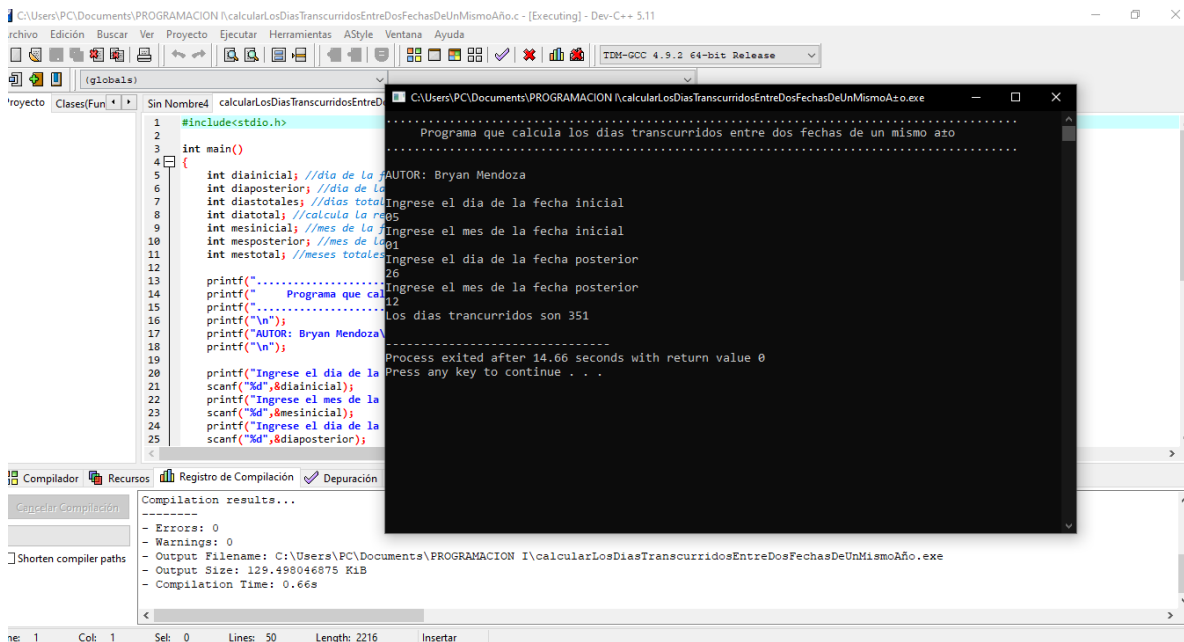 C:\Users\PC\Documents\PROGRAMACION I\calcularLosDiasTranscurridosEntreDosFechasDeUnMismoAño.c - [Executing] - Dev-C++ 5.11
rchivo Edición Buscar Ver Proyecto Ejecutar Herramientas AStyle Ventana Ayuda
TDM-GCC 4.9.2 64-bit Release
(globals)
royecto Clases(Fun
Sin Nombre4 calcularLosDiasTranscurridosEntreD
1 #include<stdio.h>
2
3 int main()
4 {
5 int diainicial; //dia de la f
6 int diaposterior; //dia de la
7 int diastotales; //dias total
8 int diatotal; //calcula la re
9 int mesinicial; //mes de la f
10 int mesposterior; //mes de la
11 int mestotal; //meses totales
12
13 printf("......................
14 printf("     Programa que cal
15 printf("......................
16 printf("\n");
17 printf("AUTOR: Bryan Mendoza\
18 printf("\n");
19
20 printf("Ingrese el dia de la
21 scanf("%d",&diainicial);
22 printf("Ingrese el mes de la
23 scanf("%d",&mesinicial);
24 printf("Ingrese el dia de la
25 scanf("%d",&diaposterior);
C:\Users\PC\Documents\PROGRAMACION I\calcularLosDiasTranscurridosEntreDosFechasDeUnMismoA±o.exe
..........................................................................................
Programa que calcula los dias transcurridos entre dos fechas de un mismo a±o
..........................................................................................
AUTOR: Bryan Mendoza
Ingrese el dia de la fecha inicial
05
Ingrese el mes de la fecha inicial
01
Ingrese el dia de la fecha posterior
26
Ingrese el mes de la fecha posterior
12
Los dias trancurridos son 351
--------------------------------
Process exited after 14.66 seconds with return value 0
Press any key to continue . . .
Compilador Recursos Registro de Compilación Depuración
Cancelar Compilación
Shorten compiler paths
Compilation results...
--------
- Errors: 0
- Warnings: 0
- Output Filename: C:\Users\PC\Documents\PROGRAMACION I\calcularLosDiasTranscurridosEntreDosFechasDeUnMismoAño.exe
- Output Size: 129.498046875 KiB
- Compilation Time: 0.66s
ne: 1 Col: 1 Sel: 0 Lines: 50 Length: 2216 Insertar